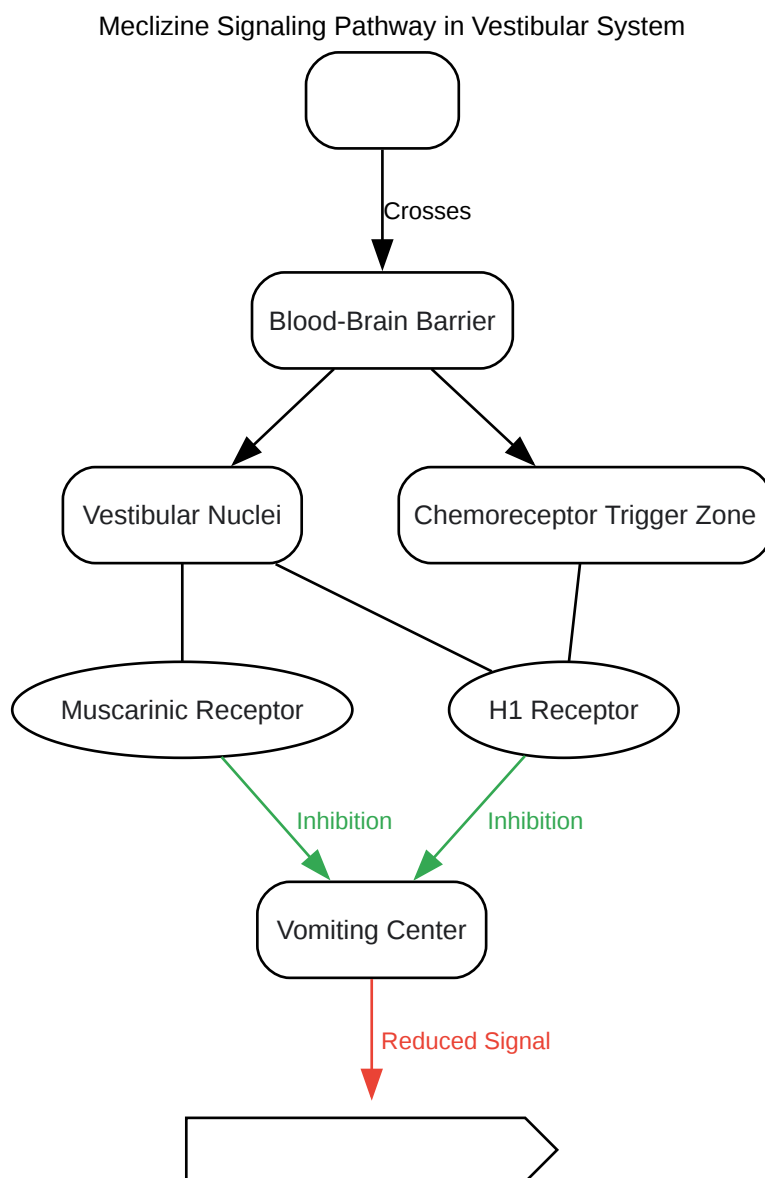 Meclizine Signaling Pathway in Vestibular System
Crosses
Blood-Brain Barrier
Vestibular Nuclei
Chemoreceptor Trigger Zone
Muscarinic Receptor
H1 Receptor
Inhibition
Inhibition
Vomiting Center
Reduced Signal